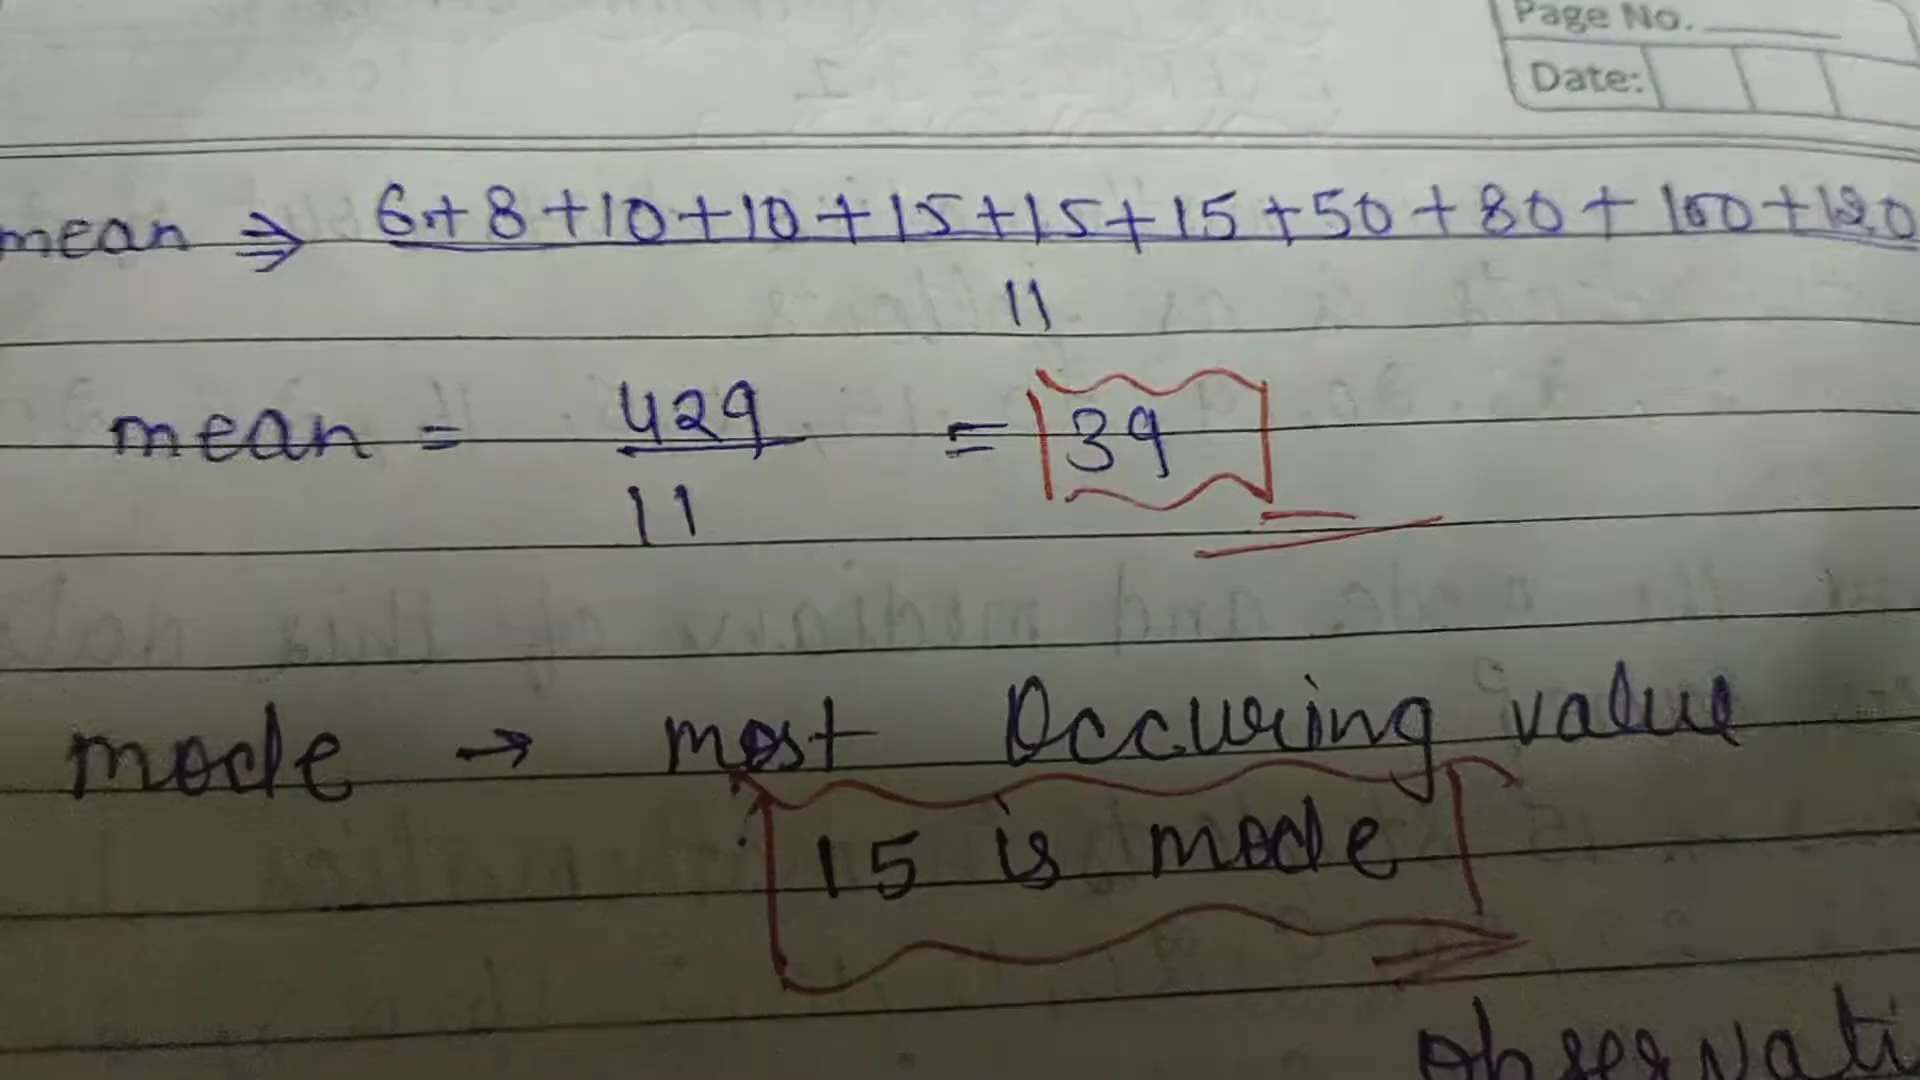 Page No.
Date:
mean ⇒ 6+8+10+10+15+15+15+50+80+100+120
11
mean = 429 = 39
11
mode → most Occuring value
15 is mode
Observati